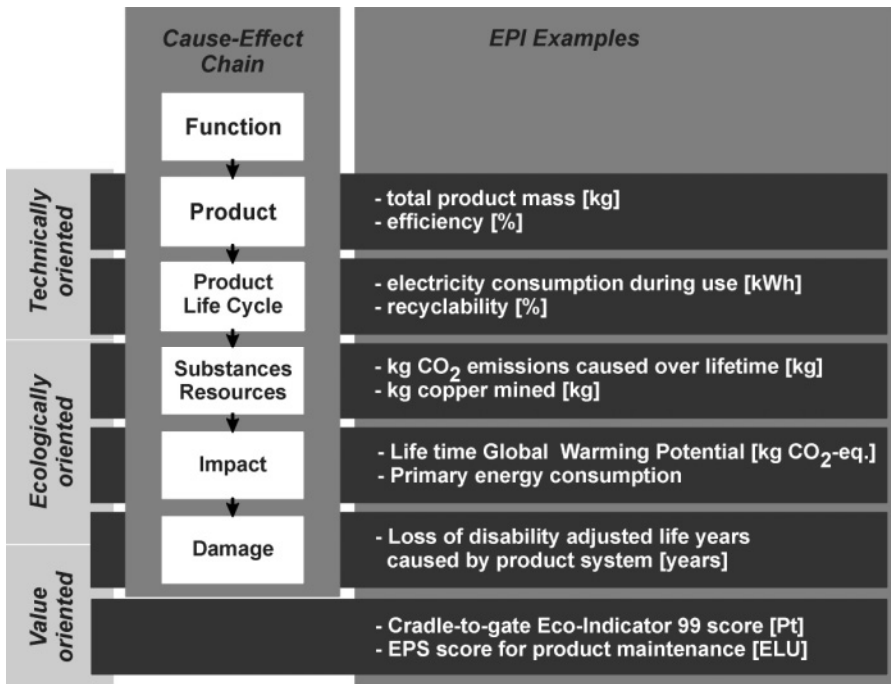 Cause-Effect
Chain
EPI Examples
Function
Technically
oriented
Product
- total product mass [kg]
- efficiency [%]
Product
Life Cycle
- electricity consumption during use [kWh]
- recyclability [%]
Ecologically
oriented
Substances
Resources
- kg CO2 emissions caused over lifetime [kg]
- kg copper mined [kg]
Impact
- Life time Global Warming Potential [kg CO2-eq.]
- Primary energy consumption
Damage
- Loss of disability adjusted life years
caused by product system [years]
Value
oriented
- Cradle-to-gate Eco-Indicator 99 score [Pt]
- EPS score for product maintenance [ELU]